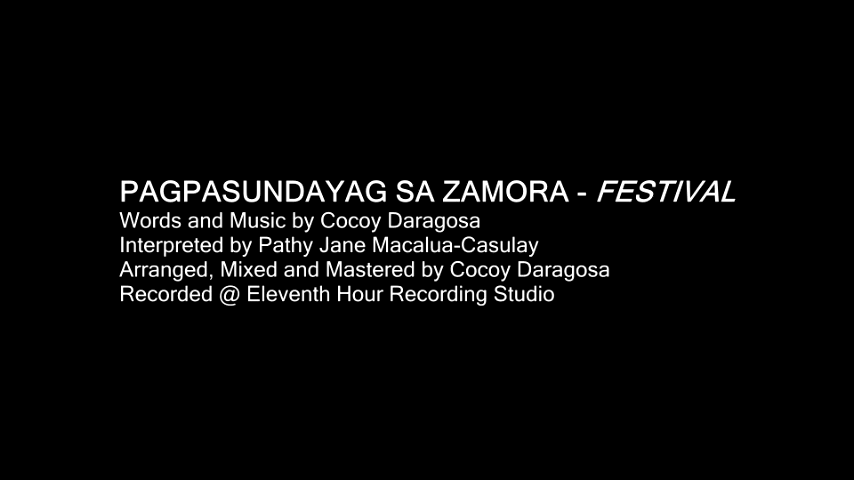 PAGPASUNDAYAG SA ZAMORA - FESTIVAL
Words and Music by Cocoy Daragosa
Interpreted by Pathy Jane Macalua-Casulay
Arranged, Mixed and Mastered by Cocoy Daragosa
Recorded @ Eleventh Hour Recording Studio